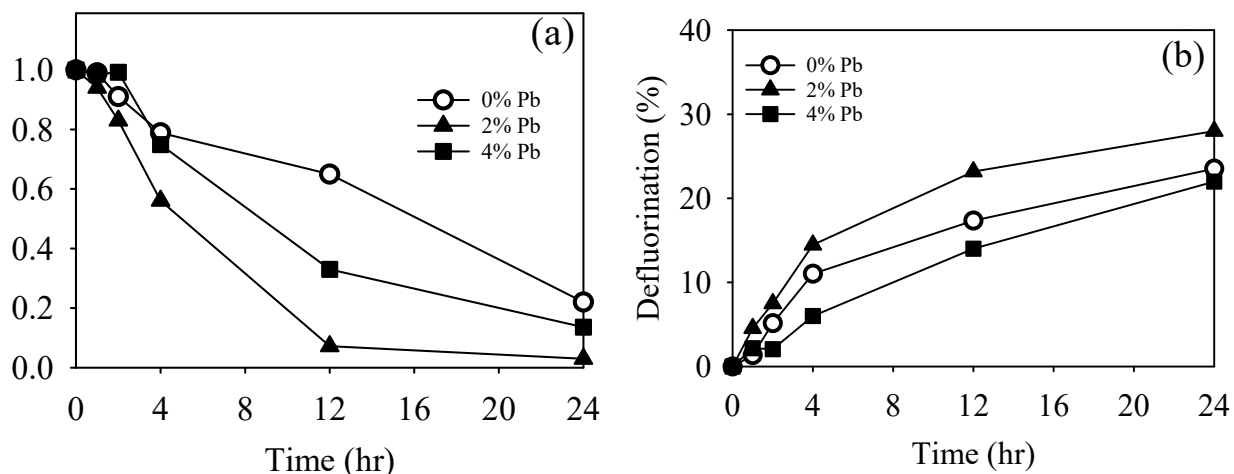 (a)
1.0
0.8
0.6
0.4
0.2
0.0
0% Pb
2% Pb
4% Pb
0 4 8 12 16 20 24
Time (hr)
(b)
Defluorination (%)
40
30
20
10
0
0% Pb
2% Pb
4% Pb
0 4 8 12 16 20 24
Time (hr)